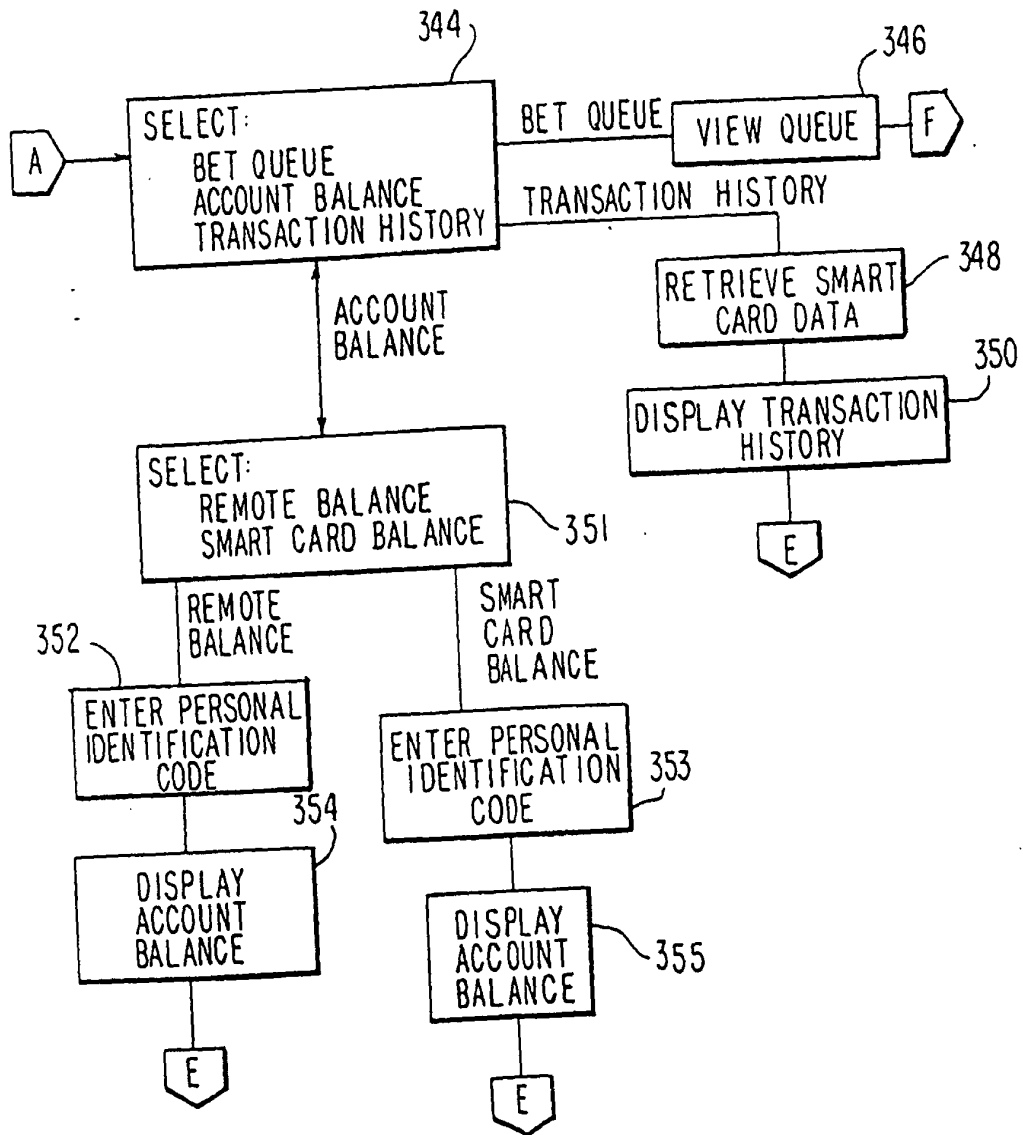 344
346
A
SELECT:
BET QUEUE
ACCOUNT BALANCE
TRANSACTION HISTORY
BET QUEUE
VIEW QUEUE
F
TRANSACTION HISTORY
348
RETRIEVE SMART
CARD DATA
350
DISPLAY TRANSACTION
HISTORY
E
ACCOUNT
BALANCE
SELECT:
REMOTE BALANCE
SMART CARD BALANCE
351
REMOTE
BALANCE
SMART
CARD
BALANCE
352
ENTER PERSONAL
IDENTIFICATION
CODE
ENTER PERSONAL
IDENTIFICATION
CODE
353
354
DISPLAY
ACCOUNT
BALANCE
DISPLAY
ACCOUNT
BALANCE
355
E
E